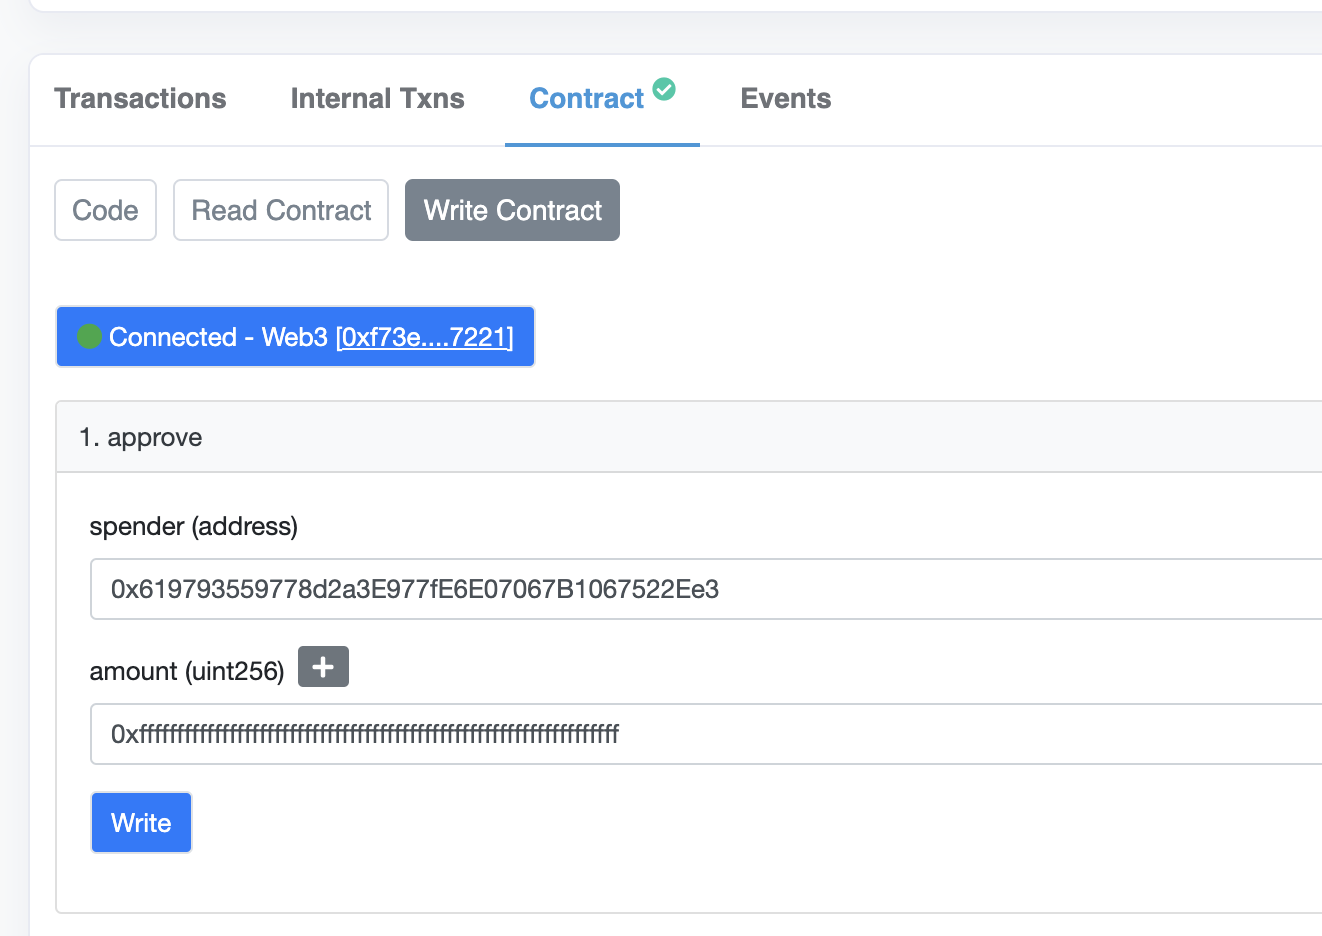 Transactions Internal Txns Contract Events
Code Read Contract Write Contract
Connected - Web3 [0xf73e....7221]
1. approve
spender (address)
0x619793559778d2a3E977fE6E07067B1067522Ee3
amount (uint256) +
0xffffffffffffffffffffffffffffffffffffffffffffffffffffffffffffffff
Write